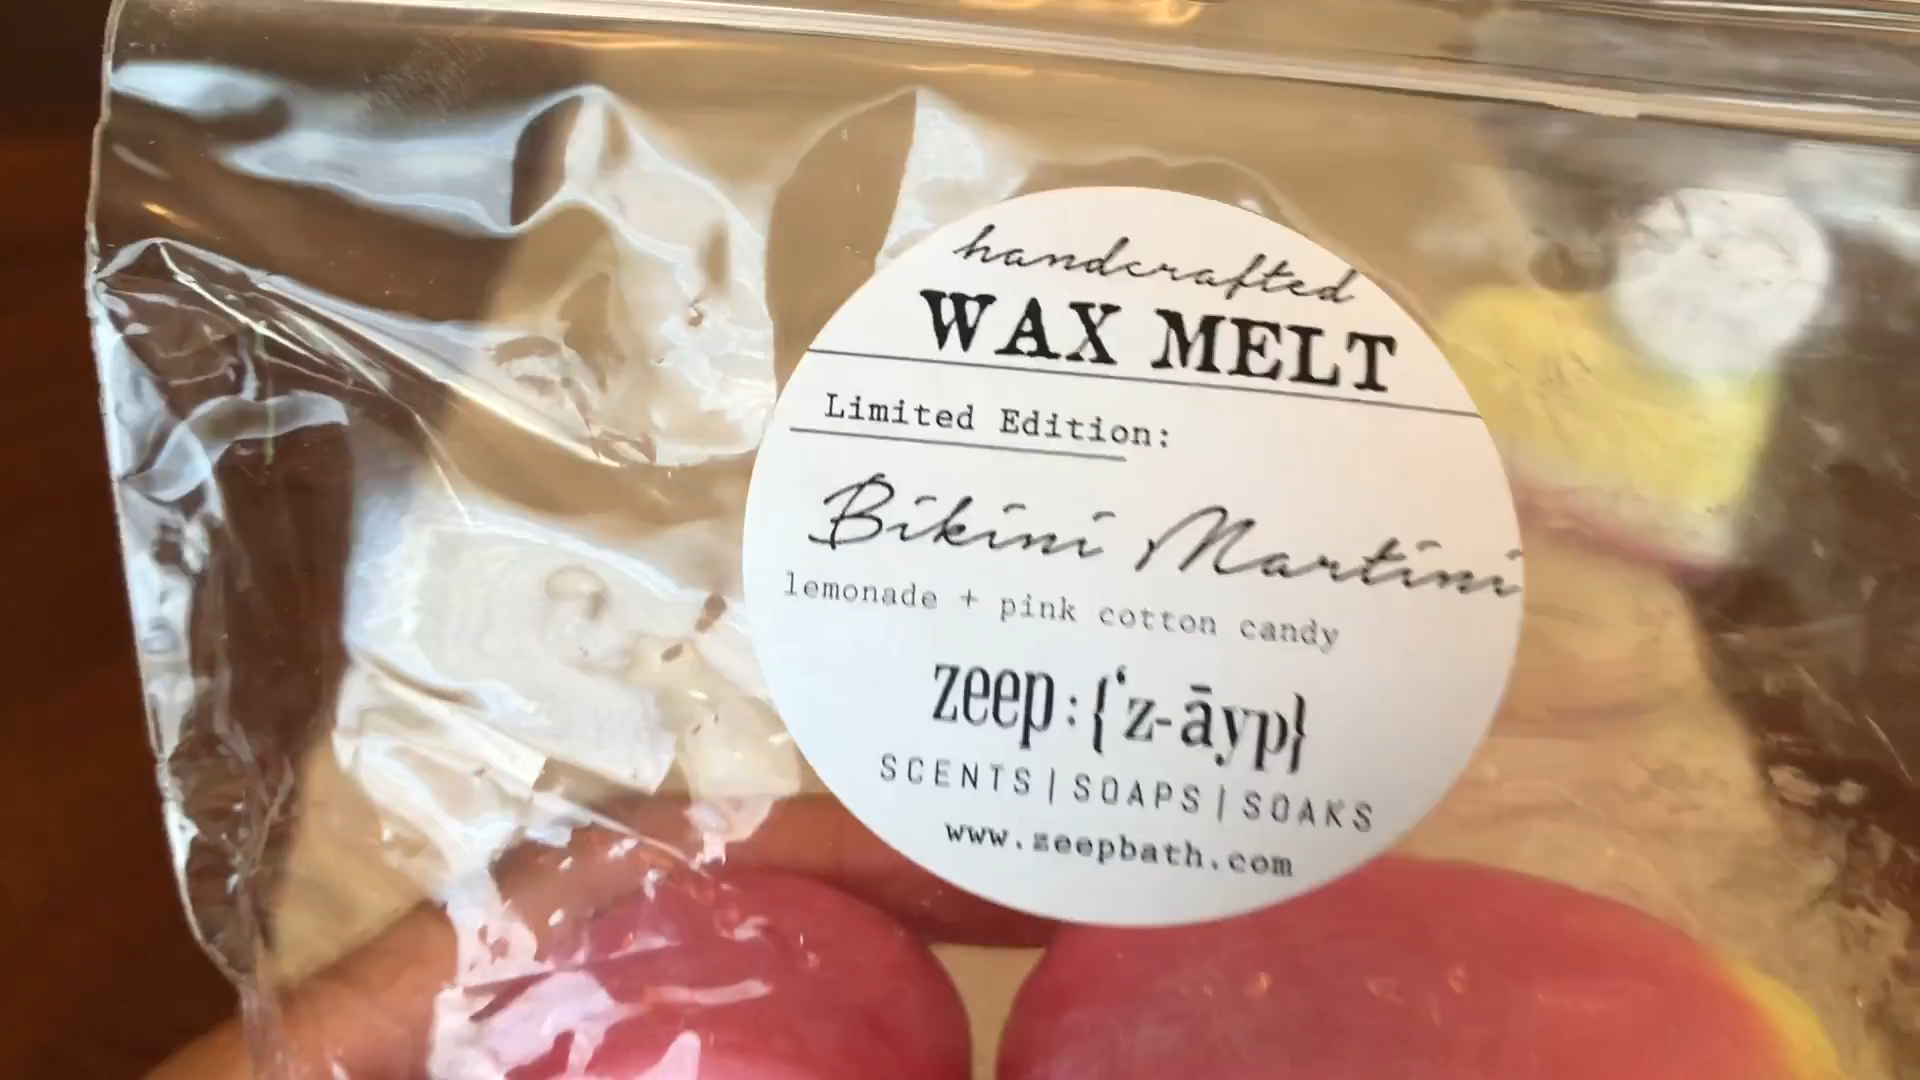 handcrafted
WAX MELT
Limited Edition:
Bikini Martini
lemonade + pink cotton candy
zeep:{'z-āyp}
SCENTS | SOAPS | SOAKS
www.zeepbath.com